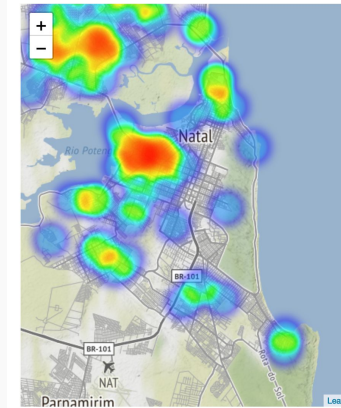 +
−
Natal
Rio Poten
BR-101
BR-101
NAT
Rota-do-Sol
Parnamirim
Lea